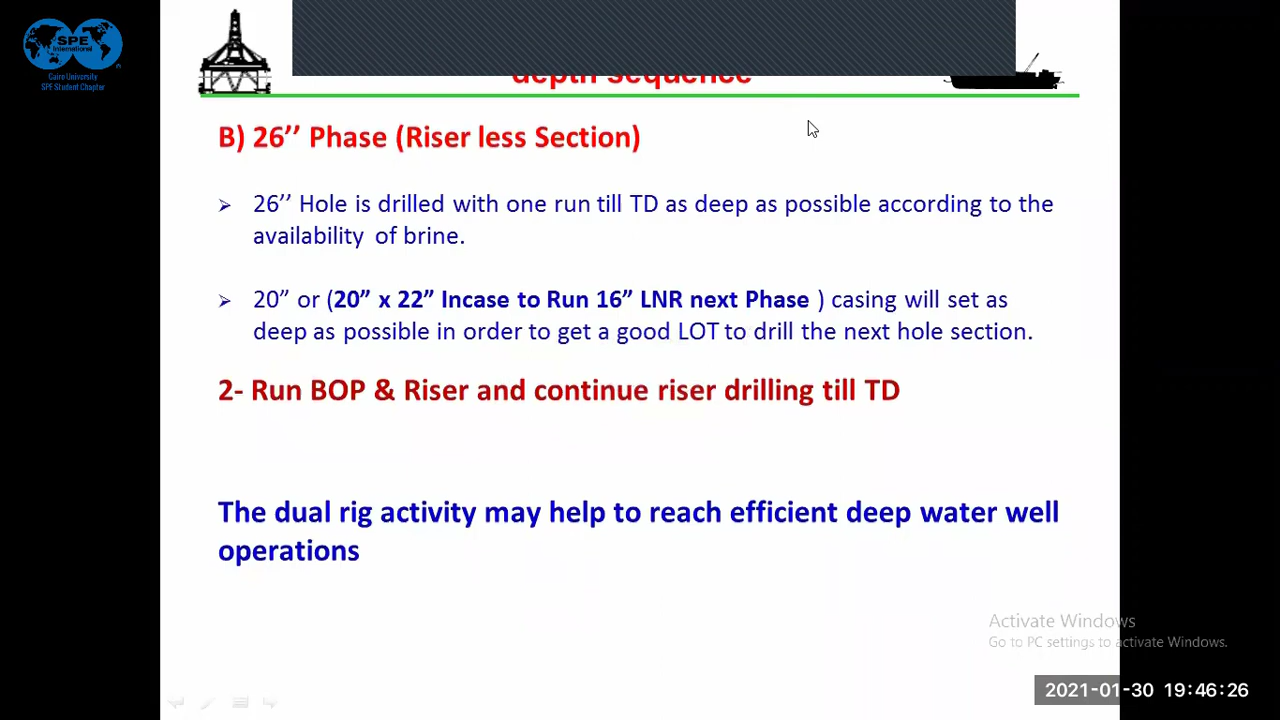 SPE
International
Cairo University
SPE Student Chapter
depth sequence
B) 26’’ Phase (Riser less Section)
26’’ Hole is drilled with one run till TD as deep as possible according to the
availability of brine.
20” or (20” x 22” Incase to Run 16” LNR next Phase ) casing will set as
deep as possible in order to get a good LOT to drill the next hole section.
2- Run BOP & Riser and continue riser drilling till TD
The dual rig activity may help to reach efficient deep water well
operations
Activate Windows
Go to PC settings to activate Windows.
2021-01-30 19:46:26